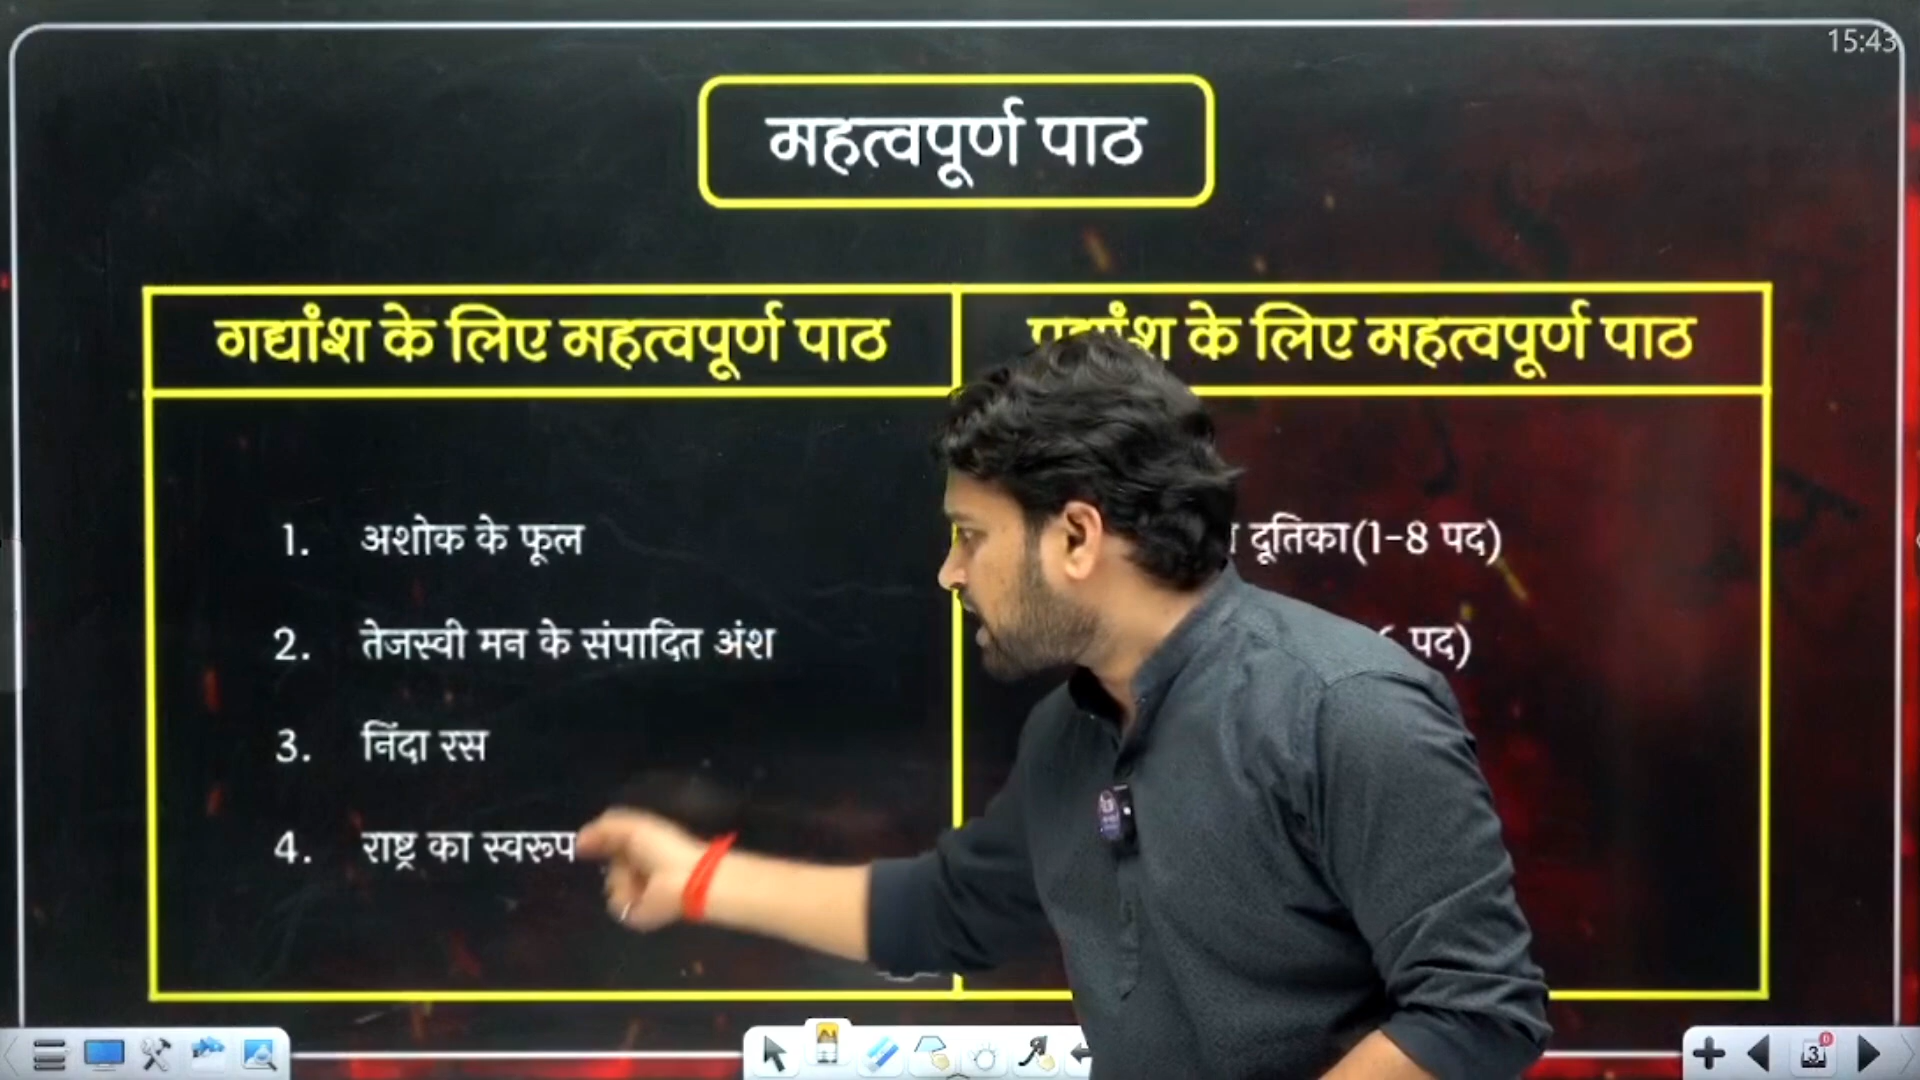 15:43
महत्वपूर्ण पाठ
गद्यांश के लिए महत्वपूर्ण पाठ
के लिए महत्वपूर्ण पाठ
1. अशोक के फूल
दूतिका(1-8 पद)
2. तेजस्वी मन के संपादित अंश
पद)
3. निंदा रस
4. राष्ट्र का स्वरूप
3